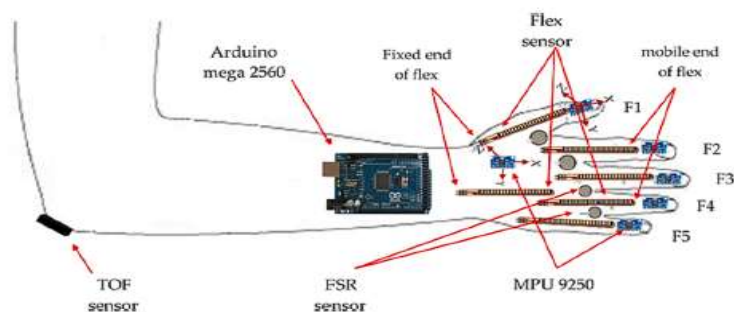 Arduino
mega 2560
Fixed end
of flex
Flex
sensor
mobile end
of flex
F1
F2
F3
F4
F5
Z
X
Y
Z
X
Y
TOF
sensor
FSR
sensor
MPU 9250